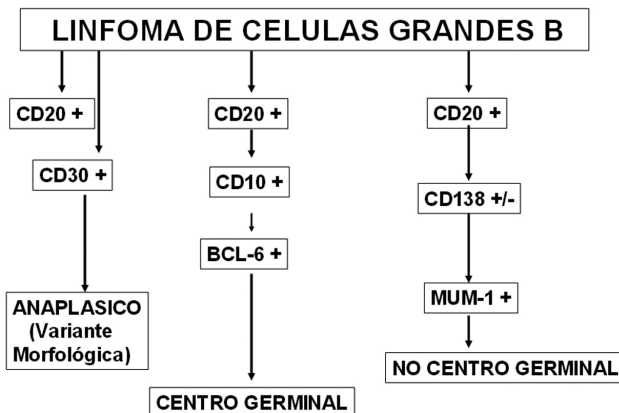 LINFOMA DE CELULAS GRANDES B
CD20 +
CD30 +
ANAPLASICO
(Variante
Morfológica)
CD20 +
CD10 +
BCL-6 +
CENTRO GERMINAL
CD20 +
CD138 +/-
MUM-1 +
NO CENTRO GERMINAL